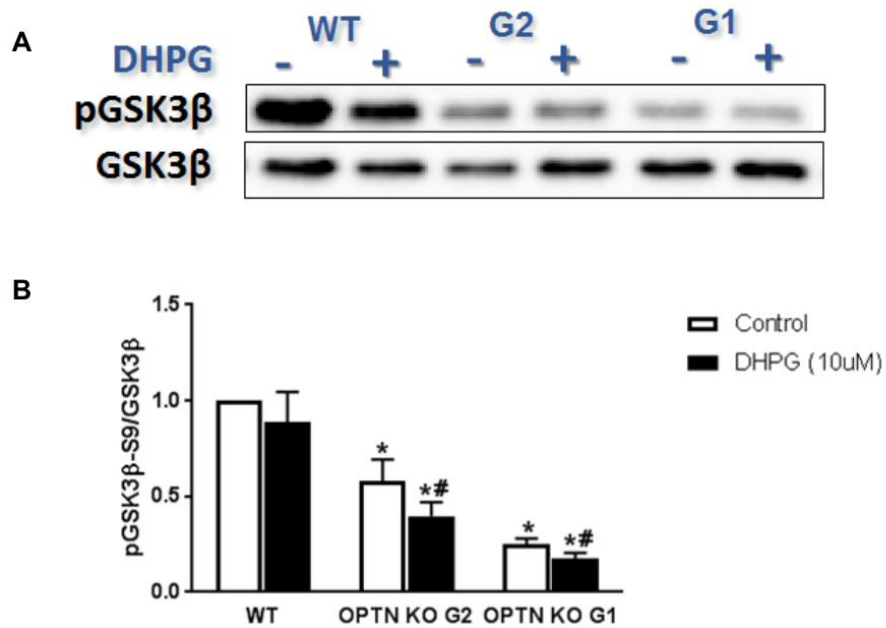 A
WT G2 G1
DHPG - + - + - +
pGSK3β
GSK3β
B
pGSK3β-S9/GSK3β
1.5
1.0
0.5
0.0
* *# * *#
WT OPTN KO G2 OPTN KO G1
Control
DHPG (10uM)